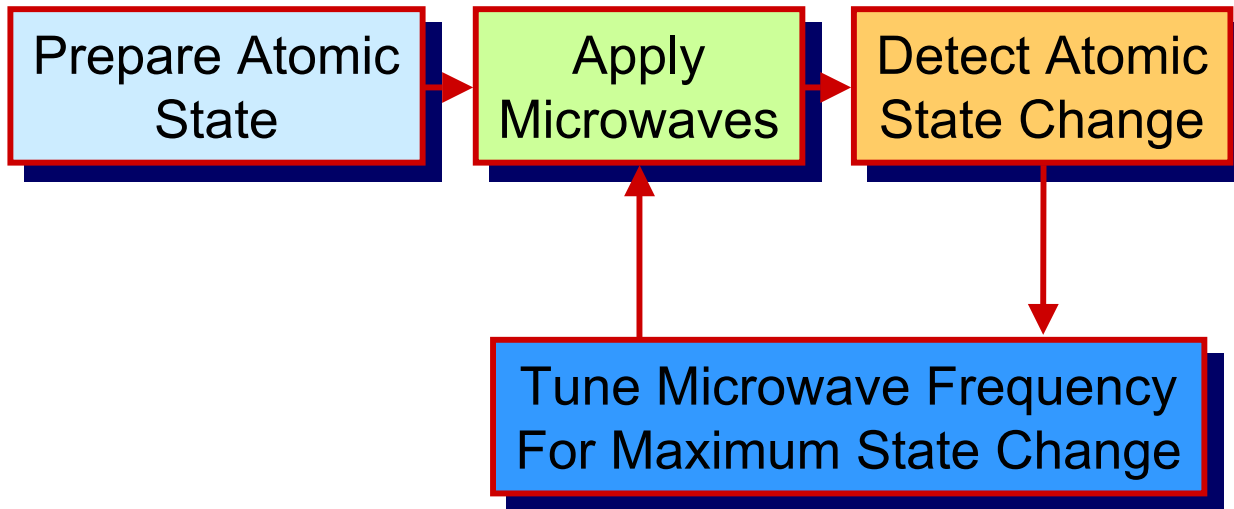 Prepare Atomic
State
Apply
Microwaves
Detect Atomic
State Change
Tune Microwave Frequency
For Maximum State Change